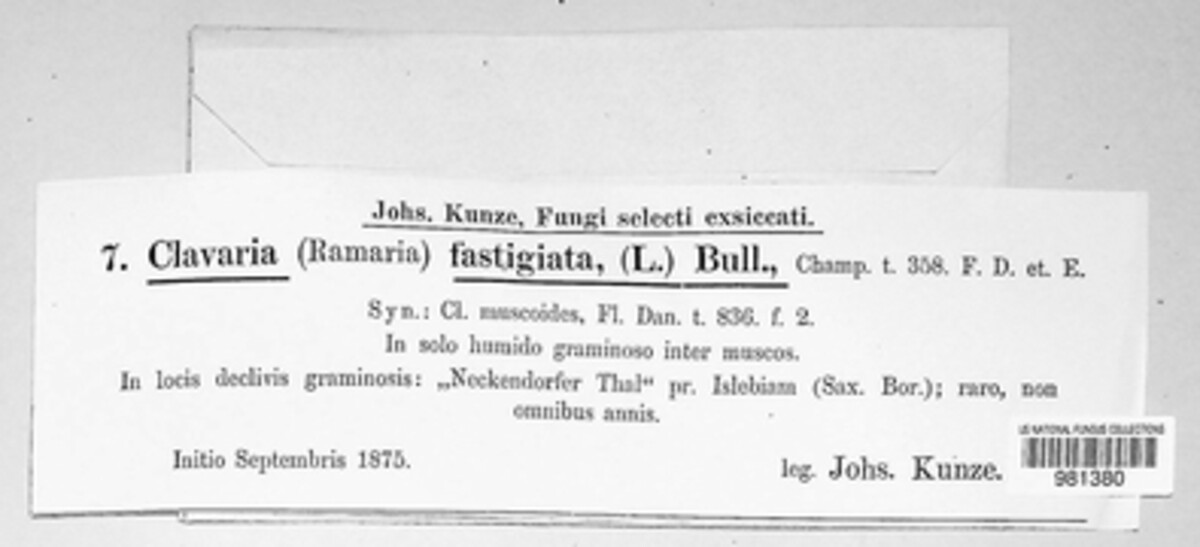 Johs. Kunze, Fungi selecti exsiccati.
7. Clavaria (Ramaria) fastigiata, (L.) Bull., Champ. t. 358. F. D. et. E.
Syn.: Cl. muscoides, Fl. Dan. t. 836. f. 2.
In solo humido graminoso inter muscos.
In locis declivis graminosis: „Neckendorfer Thal“ pr. Islebiam (Sax. Bor.); raro, non
omnibus annis.
Initio Septembris 1875.
leg. Johs. Kunze.
US NATIONAL FUNGUS COLLECTIONS
981380